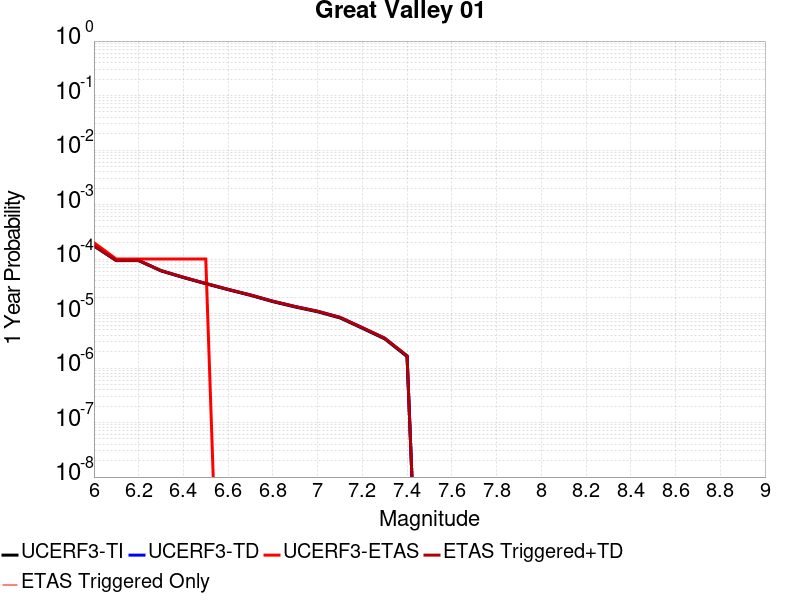 Great Valley 01
10^0
10^-1
10^-2
10^-3
10^-4
10^-5
10^-6
10^-7
10^-8
1 Year Probability
6 6.2 6.4 6.6 6.8 7 7.2 7.4 7.6 7.8 8 8.2 8.4 8.6 8.8 9
Magnitude
UCERF3-TI UCERF3-TD UCERF3-ETAS ETAS Triggered+TD
ETAS Triggered Only